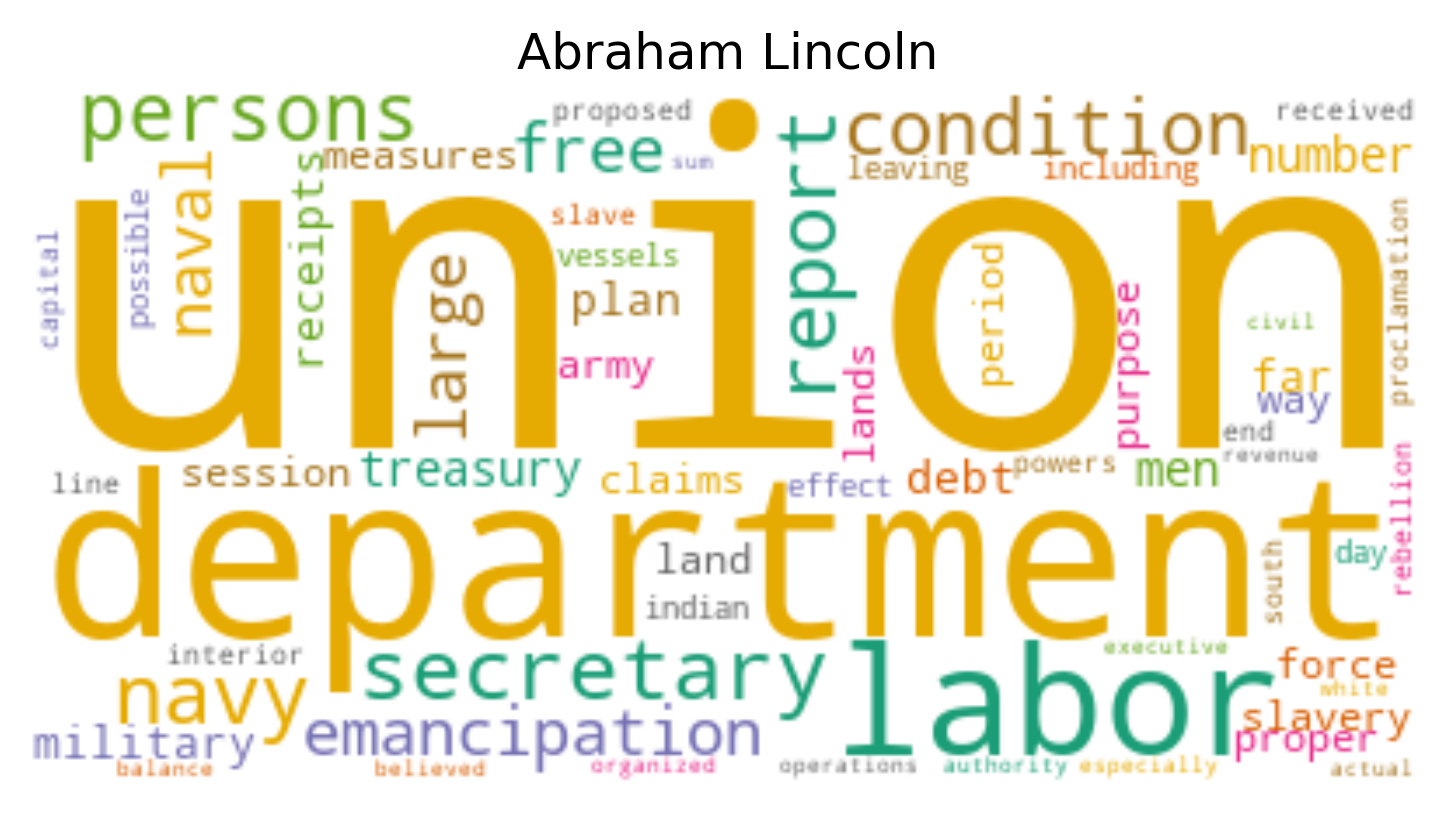 Abraham Lincoln
persons
proposed
free
condition
received
measures
sum
leaving
including
number
naval
receipts
report
capital
possible
slave
union
vessels
large
plan
period
purpose
proclamation
civil
army
lands
far
way
end
revenue
line
session
treasury
claims
effect
debt
powers
men
rebellion
department
land
indian
south
day
interior
secretary
labor
executive
force
white
navy
slavery
military
emancipation
proper
balance
believed
organized
operations
authority
especially
actual